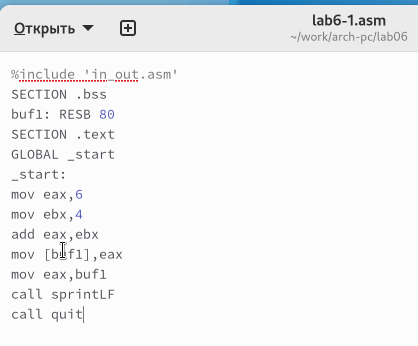 Открыть
lab6-1.asm
~/work/arch-pc/lab06
%include 'in_out.asm'
SECTION .bss
buf1: RESB 80
SECTION .text
GLOBAL _start
_start:
mov eax,6
mov ebx,4
add eax,ebx
mov [buf1],eax
mov eax,buf1
call sprintLF
call quit